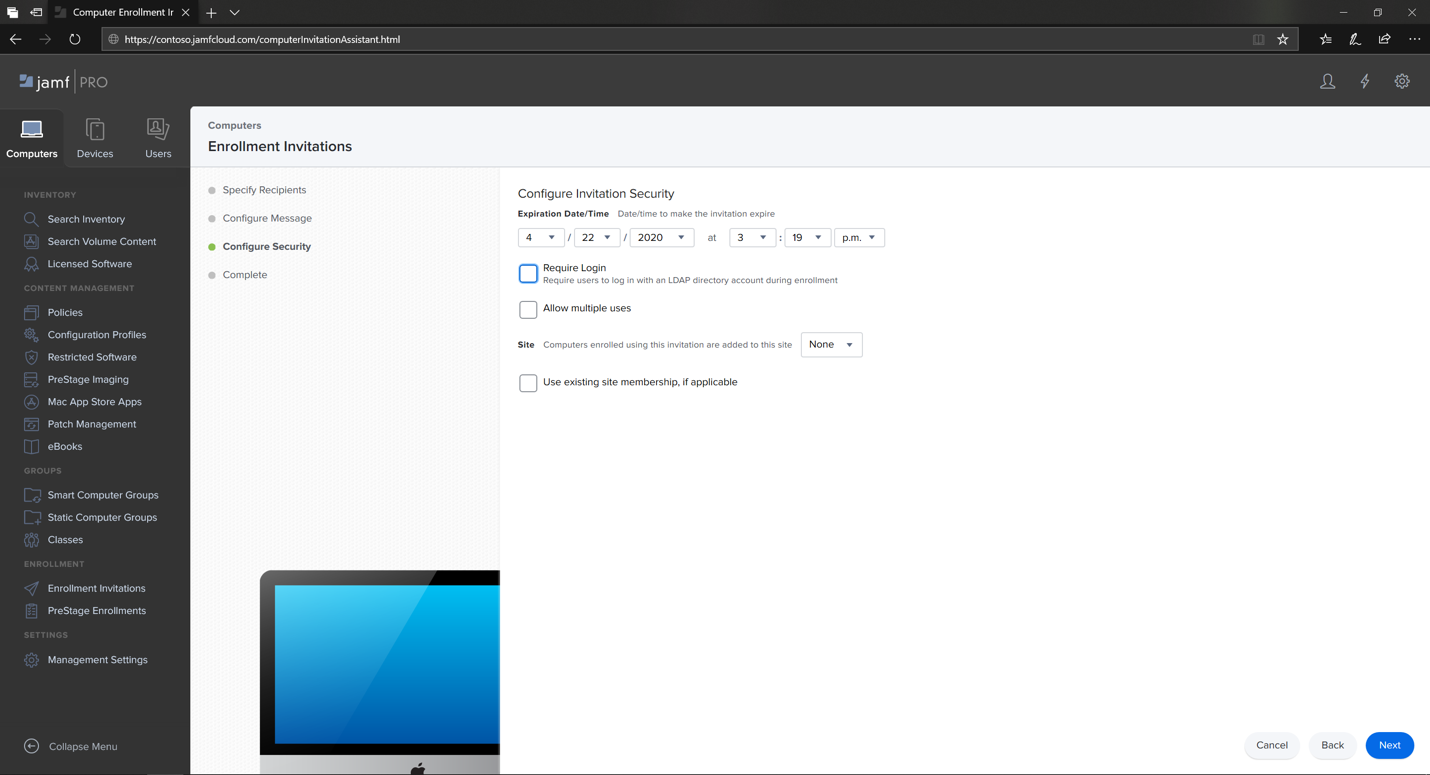 Computer Enrollment Ir
https://contoso.jamfcloud.com/computerInvitationAssistant.html
jamf PRO
Computers Devices Users
INVENTORY
Search Inventory
Search Volume Content
Licensed Software
CONTENT MANAGEMENT
Policies
Configuration Profiles
Restricted Software
PreStage Imaging
Mac App Store Apps
Patch Management
eBooks
GROUPS
Smart Computer Groups
Static Computer Groups
Classes
ENROLLMENT
Enrollment Invitations
PreStage Enrollments
SETTINGS
Management Settings
Collapse Menu
Computers
Enrollment Invitations
Specify Recipients
Configure Message
Configure Security
Complete
Configure Invitation Security
Expiration Date/Time Date/time to make the invitation expire
4 / 22 / 2020 at 3 : 19 p.m.
Require Login
Require users to log in with an LDAP directory account during enrollment
Allow multiple uses
Site Computers enrolled using this invitation are added to this site None
Use existing site membership, if applicable
Cancel Back Next